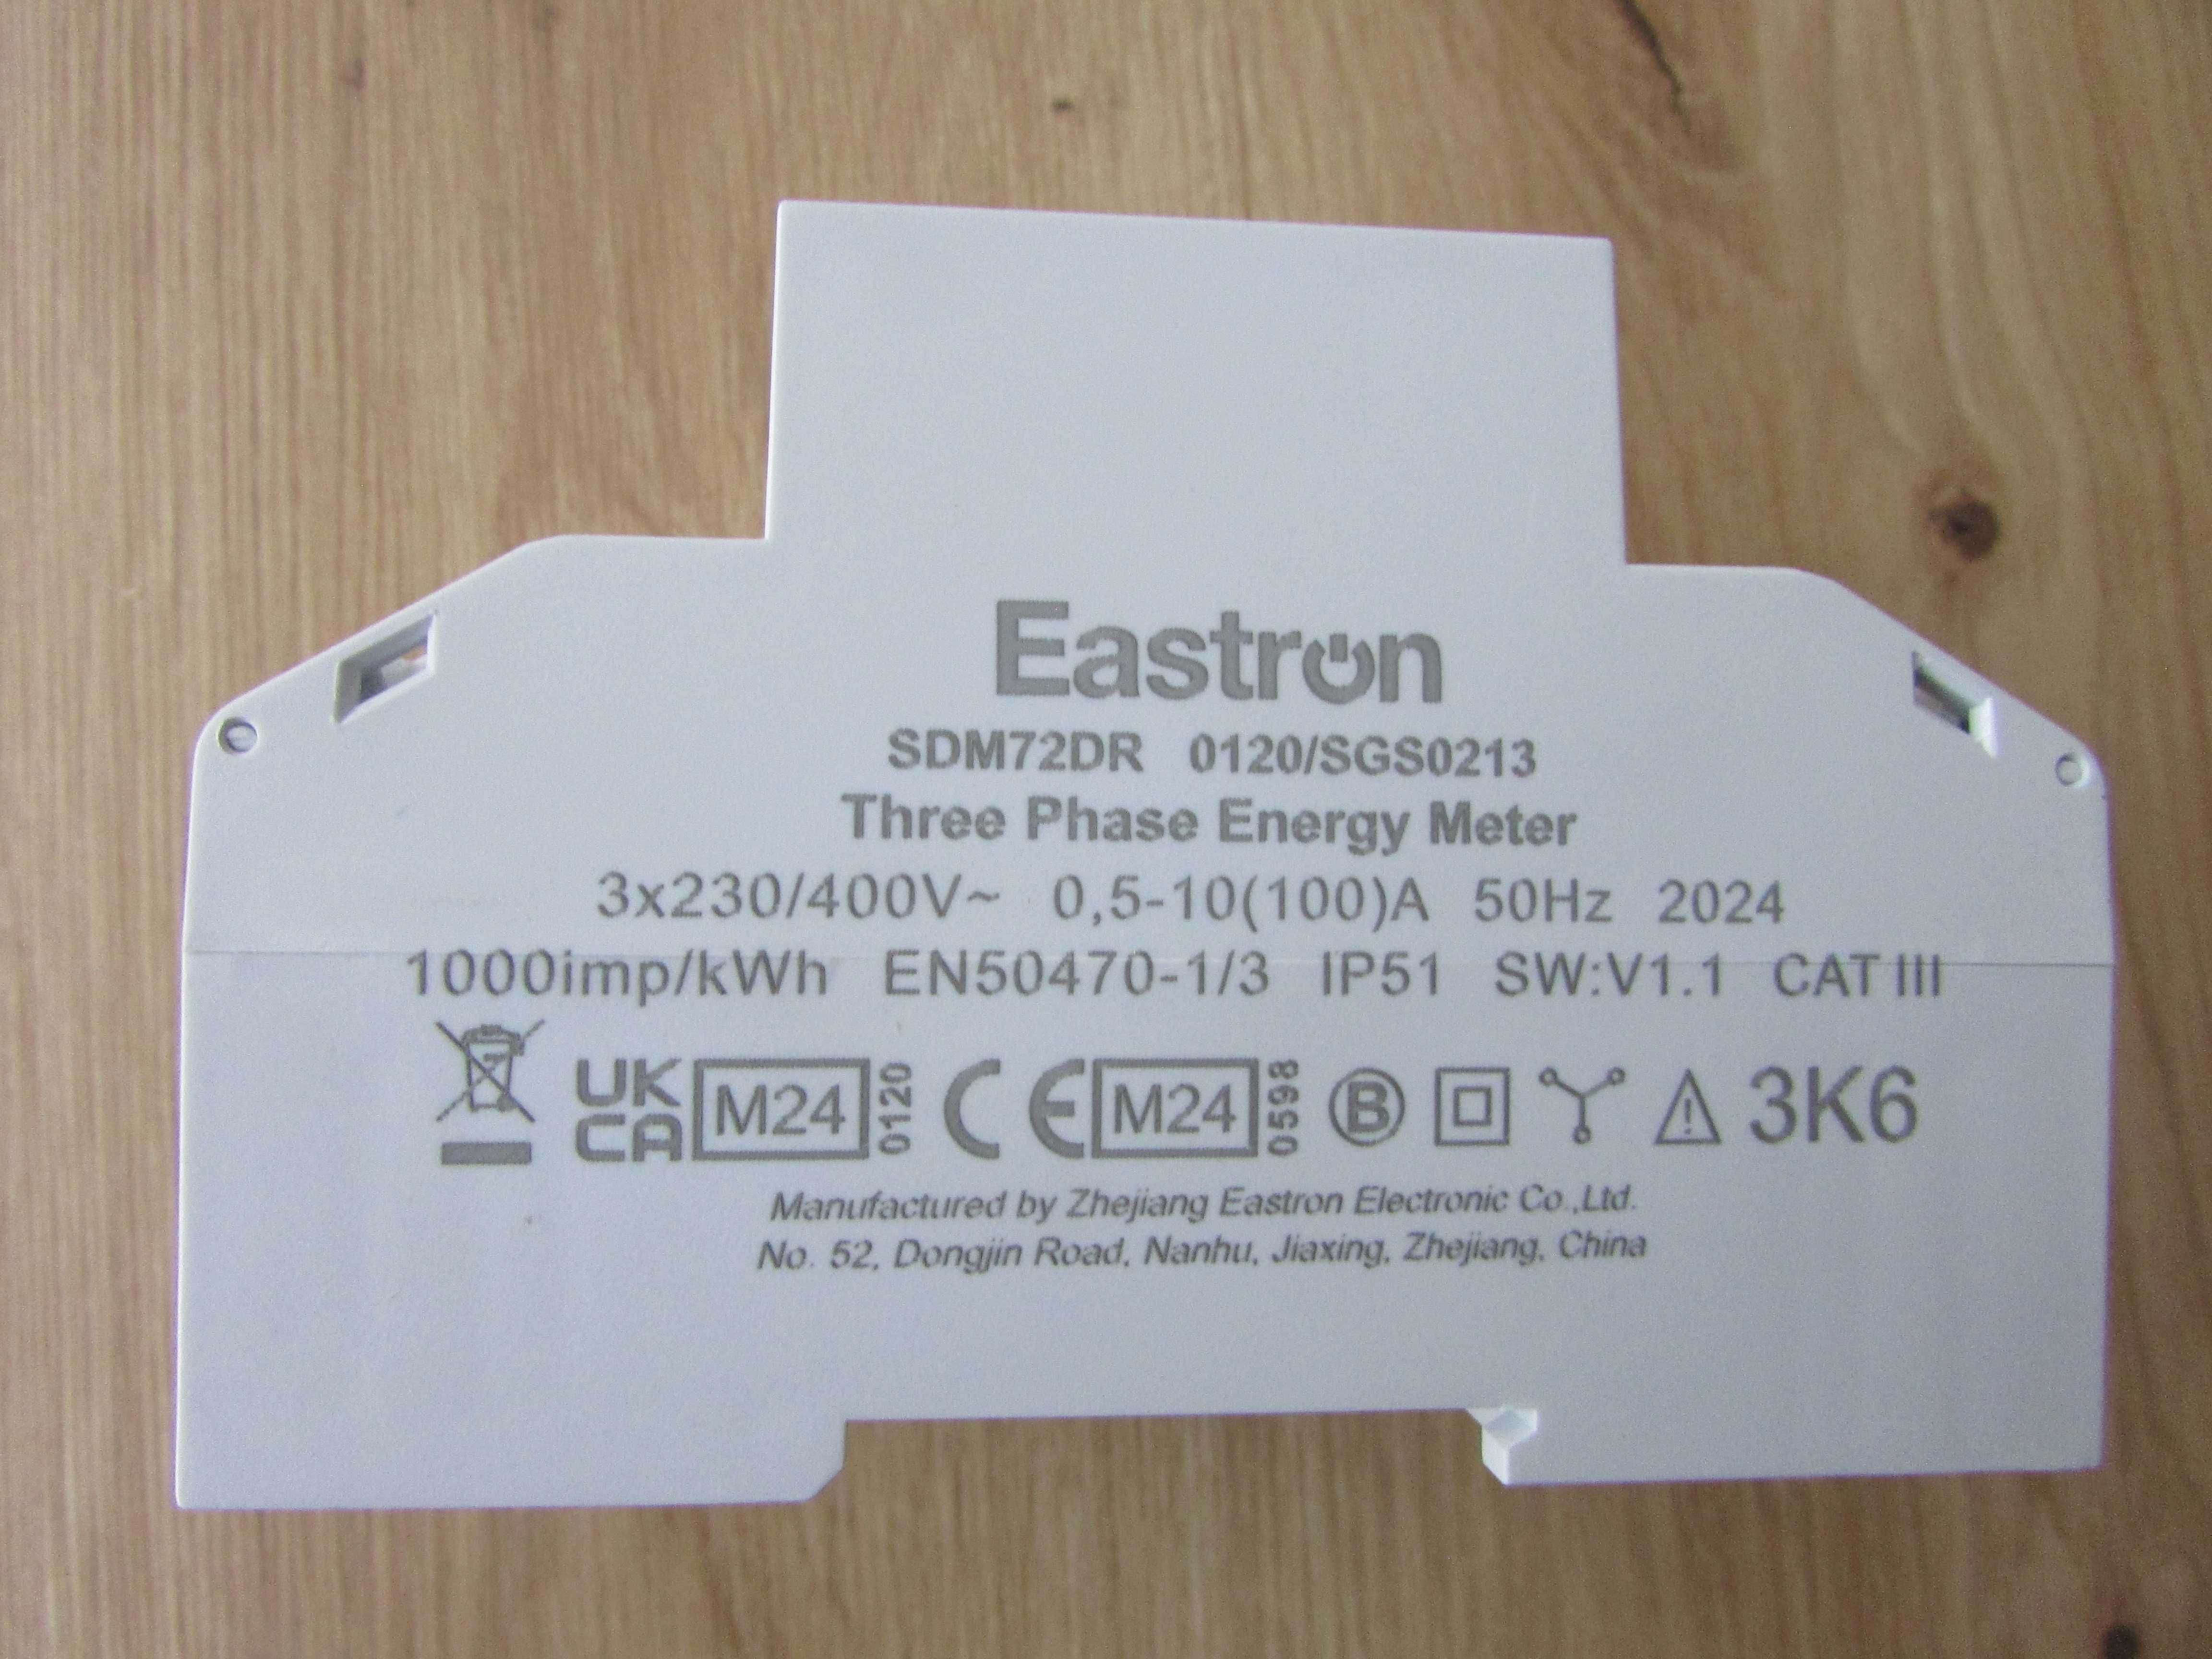 Eastron
SDM72DR 0120/SGS0213
Three Phase Energy Meter
3x230/400V~ 0,5-10(100)A 50Hz 2024
1000imp/kWh EN50470-1/3 IP51 SW:V1.1 CAT III
UK CA M24 0120 CE M24 0598 B 3K6
Manufactured by Zhejiang Eastron Electronic Co.,Ltd.
No. 52, Dongjin Road, Nanhu, Jiaxing, Zhejiang, China